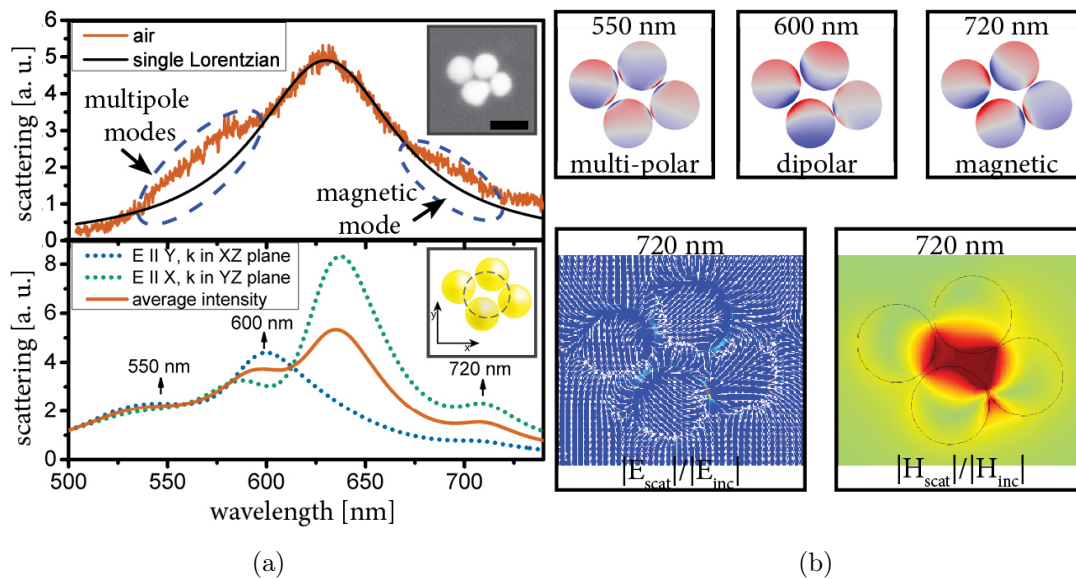 air
single Lorentzian
multipole
modes
magnetic
mode
scattering [a. u.]
5
4
3
2
1
0
E II Y, k in XZ plane
E II X, k in YZ plane
average intensity
y
x
550 nm
600 nm
720 nm
scattering [a. u.]
8
6
4
2
0
500
550
600
650
700
wavelength [nm]
(a)
550 nm
multi-polar
600 nm
dipolar
720 nm
magnetic
720 nm
|E_scat|/|E_inc|
720 nm
|H_scat|/|H_inc|
(b)